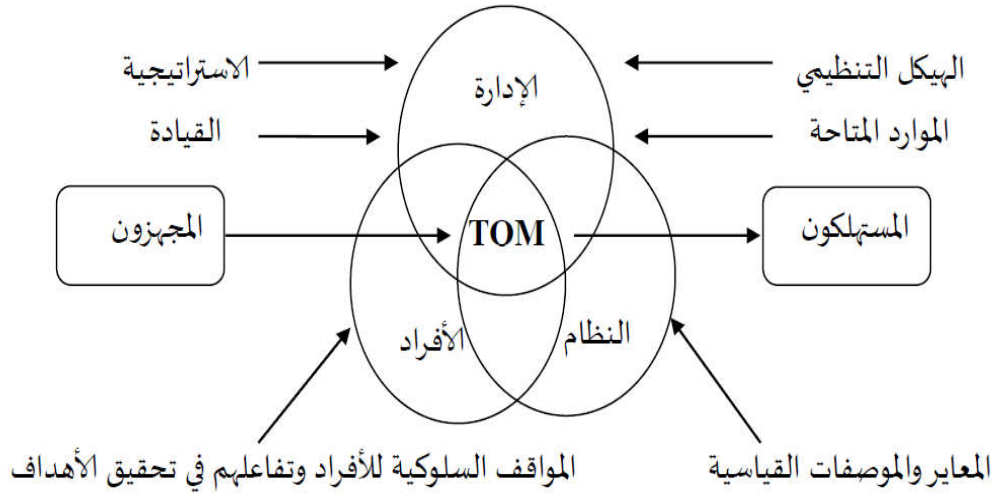 الهيكل التنظيمي
الاستراتيجية
الإدارة
الموارد المتاحة
القيادة
المستهلكون
TOM
المجهزون
النظام
الأفراد
المعاير والموصفات القياسية
المواقف السلوكية للأفراد وتفاعلهم في تحقيق الأهداف